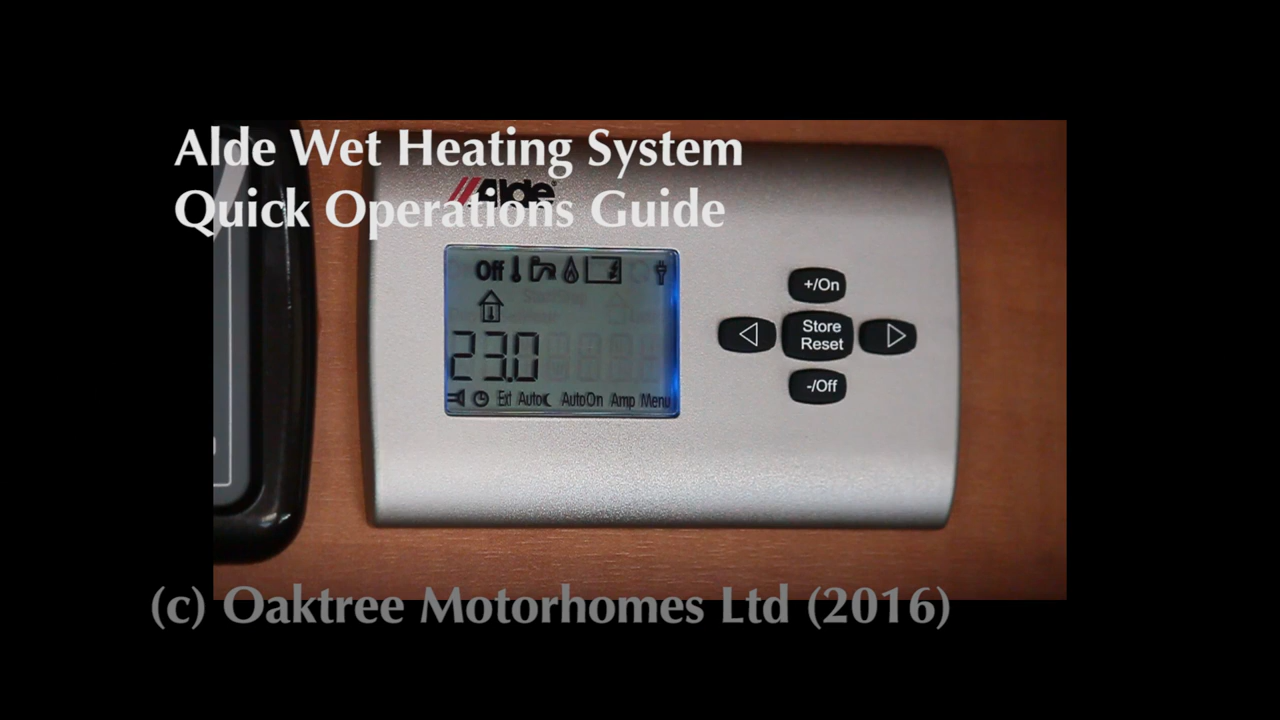 Alde Wet Heating System
Alde
Quick Operations Guide
Off
23.0
Ext Auto AutoOn Amp Menu
+/On
Store
Reset
-/Off
(c) Oaktree Motorhomes Ltd (2016)